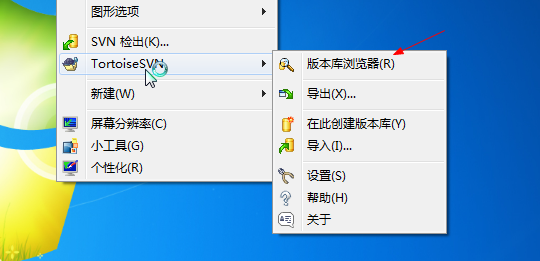 图形选项
SVN 检出(K)...
TortoiseSVN
新建(W)
屏幕分辨率(C)
小工具(G)
个性化(R)
版本库浏览器(R)
导出(X)...
在此创建版本库(Y)
导入(I)...
设置(S)
帮助(H)
关于